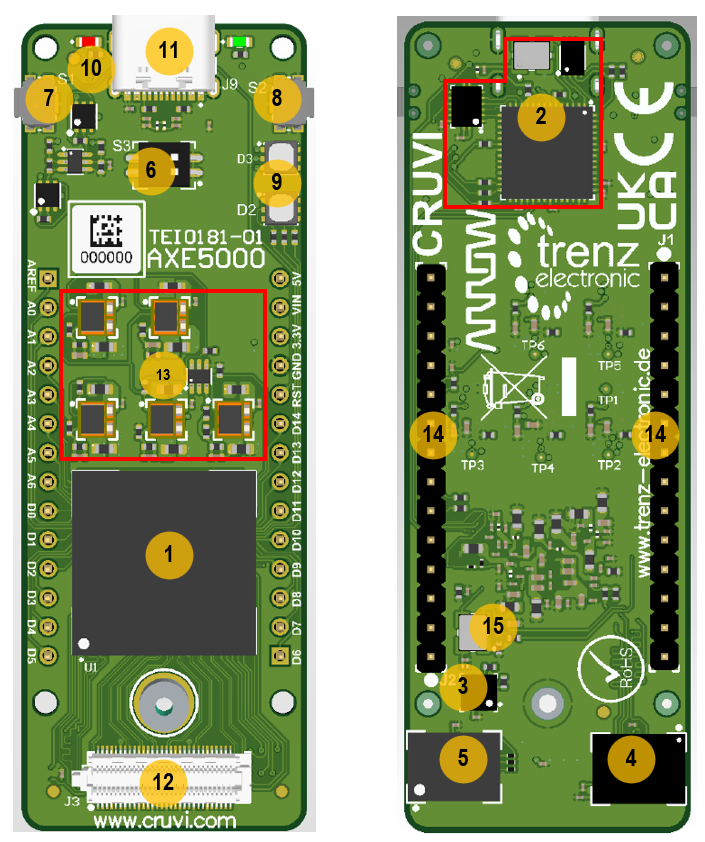 11
10
S1
7
J9
S2
8
S3
6
D3
9
D2
000000
TEI0181-01
AXE5000
AREF
A0
A1
A2
A3
A4
A5
A6
D0
D1
D2
D3
D4
D5
5V
VIN
3.3V
GND
RST
D14
D13
D12
D11
D10
D9
D8
D7
D6
13
1
U1
12
J3
www.cruvi.com
2
CRUVI
UK
CA
CE
ARROW
trenz
electronic
J1
TP6
TP5
TP1
14
14
TP3
TP4
TP2
www.trenz-electronic.de
15
RoHS
J2
3
5
4